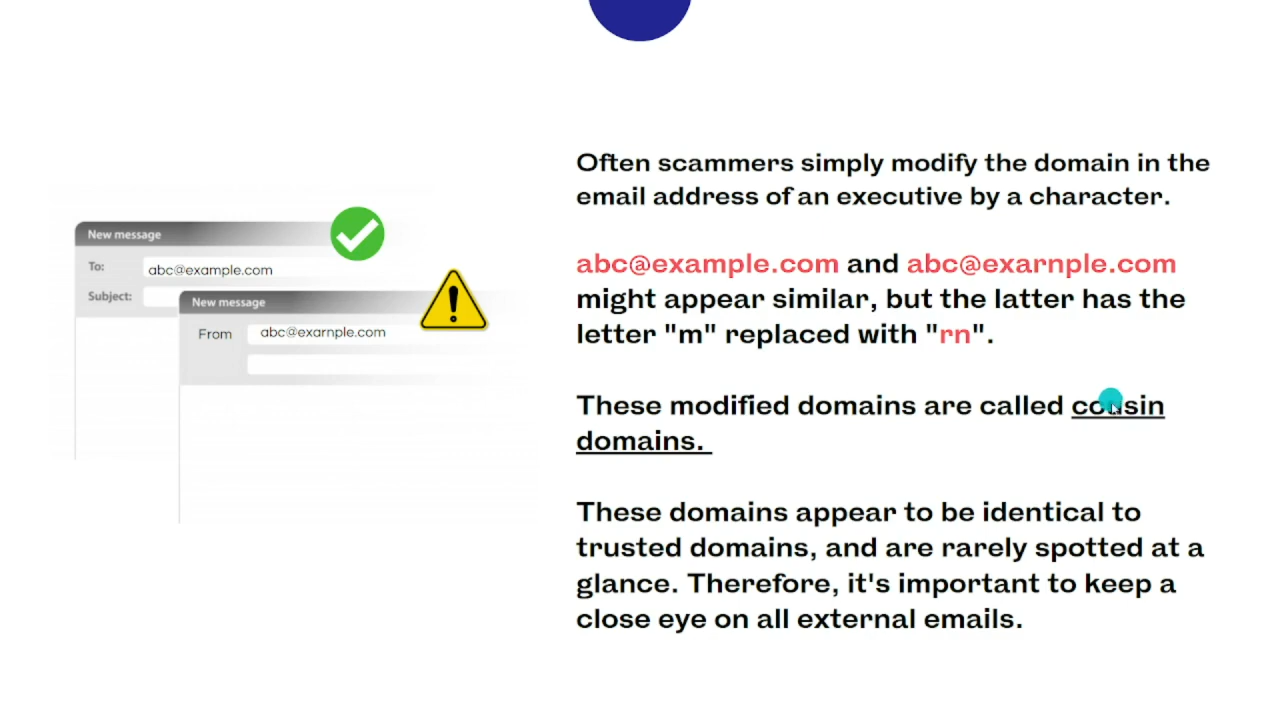 New message
To:
abc@example.com
Subject:
New message
From
abc@exarnple.com
Often scammers simply modify the domain in the
email address of an executive by a character.
abc@example.com and abc@exarnple.com
might appear similar, but the latter has the
letter "m" replaced with "rn".
These modified domains are called cousin
domains.
These domains appear to be identical to
trusted domains, and are rarely spotted at a
glance. Therefore, it's important to keep a
close eye on all external emails.